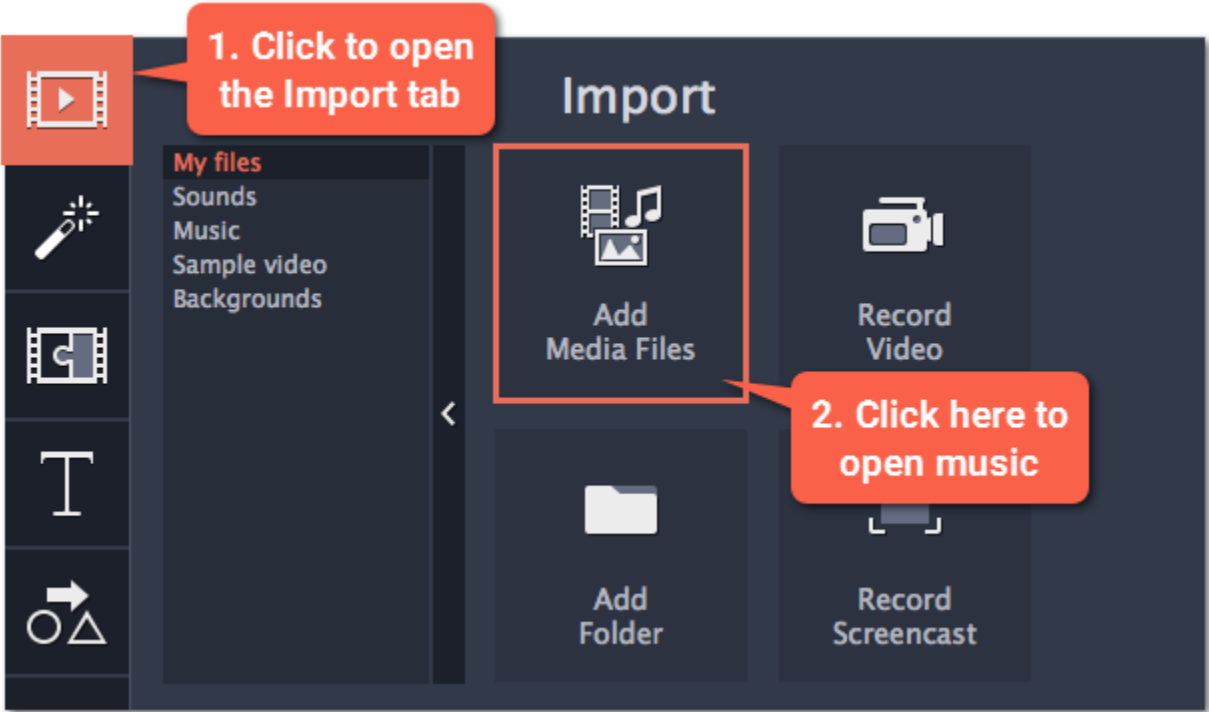 1. Click to open
the Import tab
Import
My files
Sounds
Music
Sample video
Backgrounds
Add
Media Files
Record
Video
2. Click here to
open music
Add
Folder
Record
Screencast